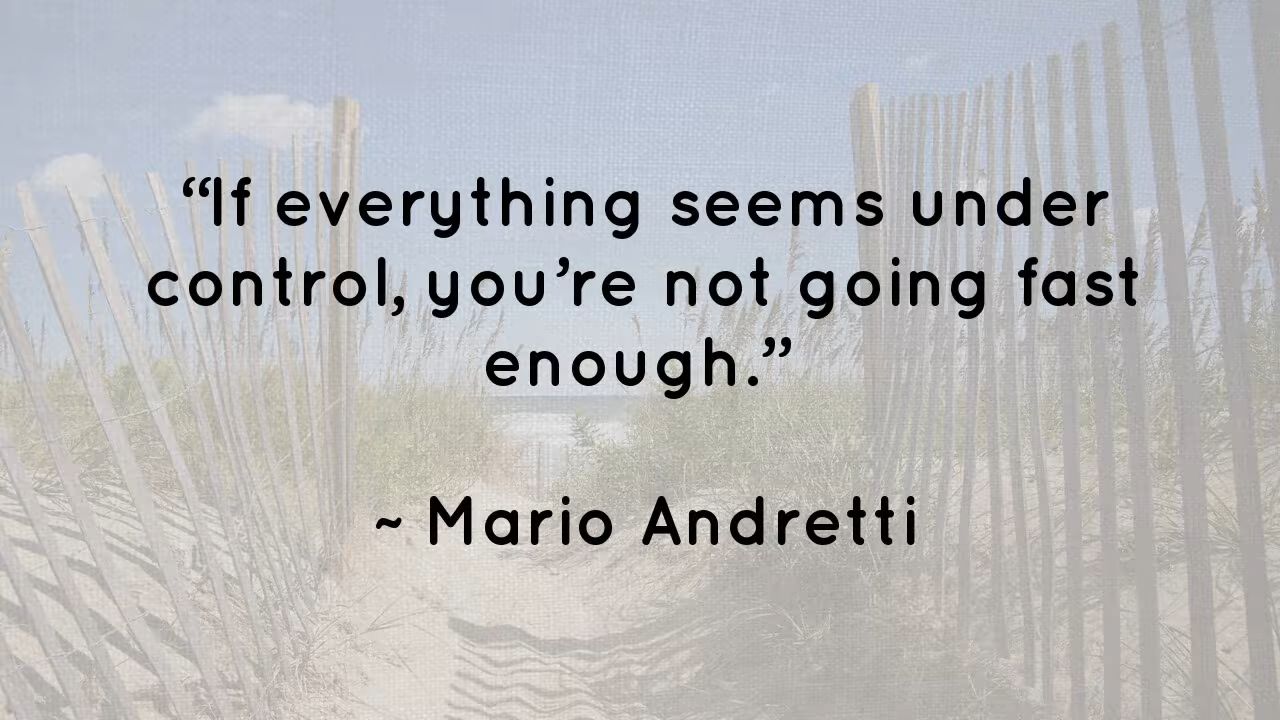 “If everything seems under
control, you’re not going fast
enough.”
~ Mario Andretti